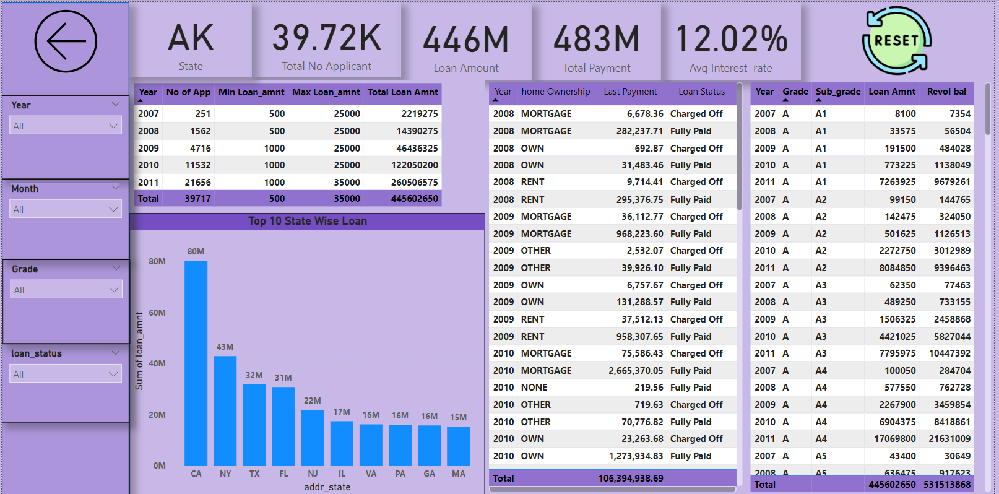 AK
State
39.72K
Total No Applicant
446M
Loan Amount
483M
Total Payment
12.02%
Avg Interest rate
RESET
Year
All
Month
All
Grade
All
loan_status
All
Year No of App Min Loan_amnt Max Loan_amnt Total Loan Amnt
2007 251 500 25000 2219275
2008 1562 500 25000 14390275
2009 4716 1000 25000 46436325
2010 11532 1000 25000 122050200
2011 21656 1000 35000 260506575
Total 39717 500 35000 445602650
Top 10 State Wise Loan
Sum of loan_amnt
80M
60M
40M
20M
0M
80M
43M
32M
31M
22M
17M
16M
16M
16M
15M
CA NY TX FL NJ IL VA PA GA MA
addr_state
Year home Ownership Last Payment Loan Status
2008 MORTGAGE 6,678.36 Charged Off
2008 MORTGAGE 282,237.71 Fully Paid
2008 OWN 692.87 Charged Off
2008 OWN 31,483.46 Fully Paid
2008 RENT 9,714.41 Charged Off
2008 RENT 295,376.75 Fully Paid
2009 MORTGAGE 36,112.77 Charged Off
2009 MORTGAGE 968,223.60 Fully Paid
2009 OTHER 2,532.07 Charged Off
2009 OTHER 39,926.10 Fully Paid
2009 OWN 6,757.67 Charged Off
2009 OWN 131,288.57 Fully Paid
2009 RENT 37,512.13 Charged Off
2009 RENT 958,307.65 Fully Paid
2010 MORTGAGE 75,586.43 Charged Off
2010 MORTGAGE 2,665,370.05 Fully Paid
2010 NONE 219.56 Fully Paid
2010 OTHER 719.63 Charged Off
2010 OTHER 70,776.82 Fully Paid
2010 OWN 23,263.68 Charged Off
2010 OWN 1,273,934.83 Fully Paid
Total 106,394,938.69
Year Grade Sub_grade Loan Amnt Revol bal
2007 A A1 8100 7354
2008 A A1 33575 56504
2009 A A1 191500 484028
2010 A A1 773225 1138049
2011 A A1 7263925 9679261
2007 A A2 99150 144765
2008 A A2 142475 324050
2009 A A2 501625 1126513
2010 A A2 2272750 3012989
2011 A A2 8084850 9396463
2007 A A3 62350 77463
2008 A A3 489250 733155
2009 A A3 1506325 2458868
2010 A A3 4421025 5827044
2011 A A3 7795975 10447392
2007 A A4 100050 284704
2008 A A4 577550 762728
2009 A A4 2267900 3459854
2010 A A4 6904375 8418861
2011 A A4 17069800 21631009
2007 A A5 43400 30649
2008 A A5 636475 917623
Total 445602650 531513868